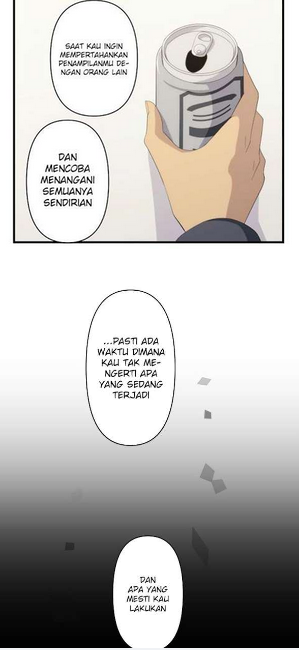 SAAT KAU INGIN
MEMPERTAHANKAN
PENAMPILANMU DE-
NGAN ORANG LAIN
DAN
MENCOBA
MENANGANI
SEMUANYA
SENDIRIAN
...PASTI ADA
WAKTU DIMANA
KAU TAK ME-
NGERTI APA
YANG SEDANG
TERJADI
DAN
APA YANG
MESTI KAU
LAKUKAN